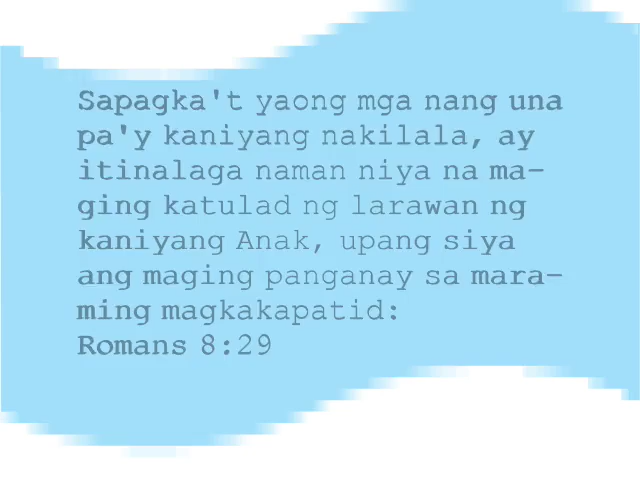 Sapagka't yaong mga nang una
pa'y kaniyang nakilala, ay
itinalaga naman niya na ma-
ging katulad ng larawan ng
kaniyang Anak, upang siya
ang maging panganay sa mara-
ming magkakapatid:
Romans 8:29